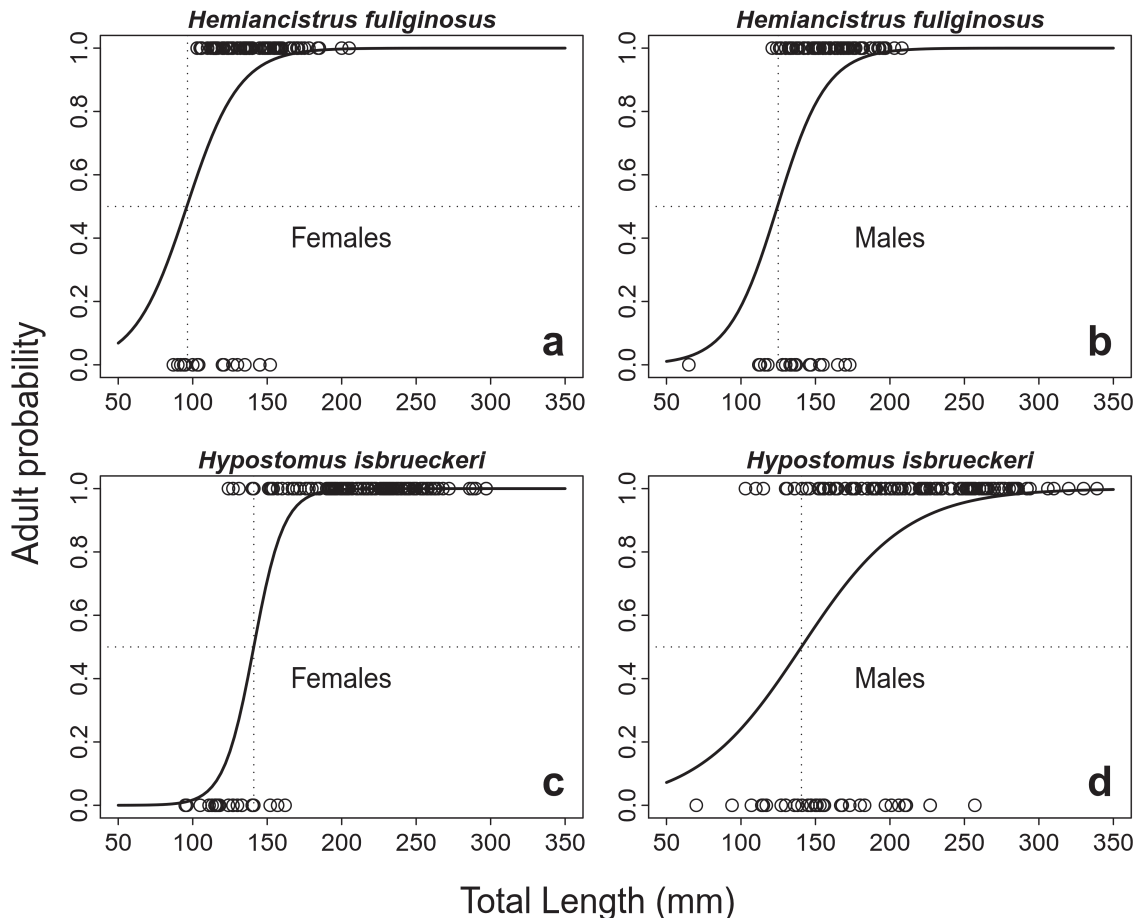 Hemiancistrus fuliginosus
Hemiancistrus fuliginosus
1.0
0.8
0.6
0.4
0.2
0.0
Females
a
50 100 150 200 250 300 350
1.0
0.8
0.6
0.4
0.2
0.0
Males
b
50 100 150 200 250 300 350
Adult probability
Hypostomus isbrueckeri
Hypostomus isbrueckeri
1.0
0.8
0.6
0.4
0.2
0.0
Females
c
50 100 150 200 250 300 350
1.0
0.8
0.6
0.4
0.2
0.0
Males
d
50 100 150 200 250 300 350
Total Length (mm)